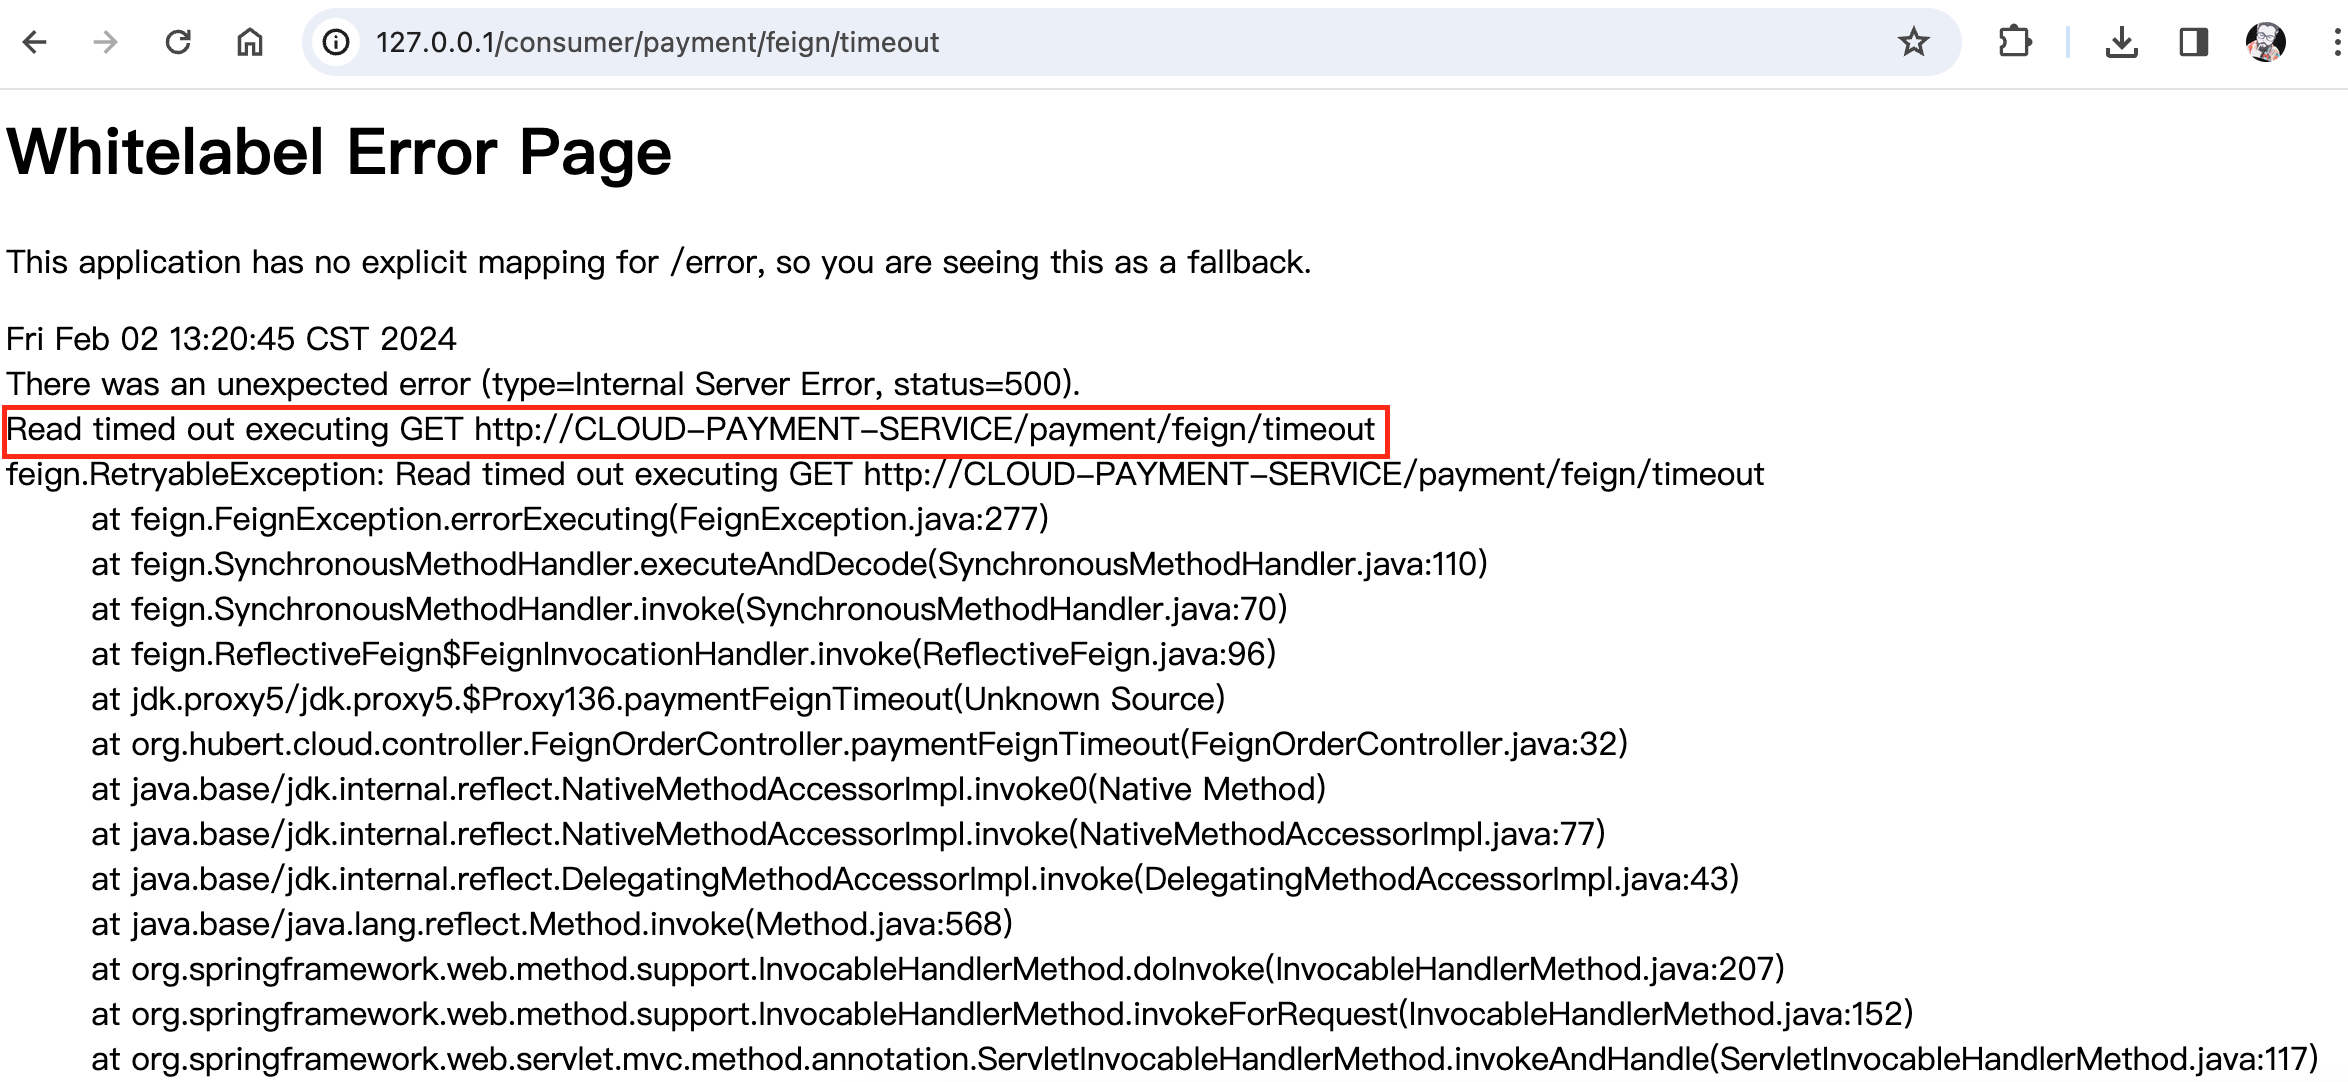 127.0.0.1/consumer/payment/feign/timeout
Whitelabel Error Page
This application has no explicit mapping for /error, so you are seeing this as a fallback.
Fri Feb 02 13:20:45 CST 2024
There was an unexpected error (type=Internal Server Error, status=500).
Read timed out executing GET http://CLOUD-PAYMENT-SERVICE/payment/feign/timeout
feign.RetryableException: Read timed out executing GET http://CLOUD-PAYMENT-SERVICE/payment/feign/timeout
at feign.FeignException.errorExecuting(FeignException.java:277)
at feign.SynchronousMethodHandler.executeAndDecode(SynchronousMethodHandler.java:110)
at feign.SynchronousMethodHandler.invoke(SynchronousMethodHandler.java:70)
at feign.ReflectiveFeign$FeignInvocationHandler.invoke(ReflectiveFeign.java:96)
at jdk.proxy5/jdk.proxy5.$Proxy136.paymentFeignTimeout(Unknown Source)
at org.hubert.cloud.controller.FeignOrderController.paymentFeignTimeout(FeignOrderController.java:32)
at java.base/jdk.internal.reflect.NativeMethodAccessorImpl.invoke0(Native Method)
at java.base/jdk.internal.reflect.NativeMethodAccessorImpl.invoke(NativeMethodAccessorImpl.java:77)
at java.base/jdk.internal.reflect.DelegatingMethodAccessorImpl.invoke(DelegatingMethodAccessorImpl.java:43)
at java.base/java.lang.reflect.Method.invoke(Method.java:568)
at org.springframework.web.method.support.InvocableHandlerMethod.doInvoke(InvocableHandlerMethod.java:207)
at org.springframework.web.method.support.InvocableHandlerMethod.invokeForRequest(InvocableHandlerMethod.java:152)
at org.springframework.web.servlet.mvc.method.annotation.ServletInvocableHandlerMethod.invokeAndHandle(ServletInvocableHandlerMethod.java:117)